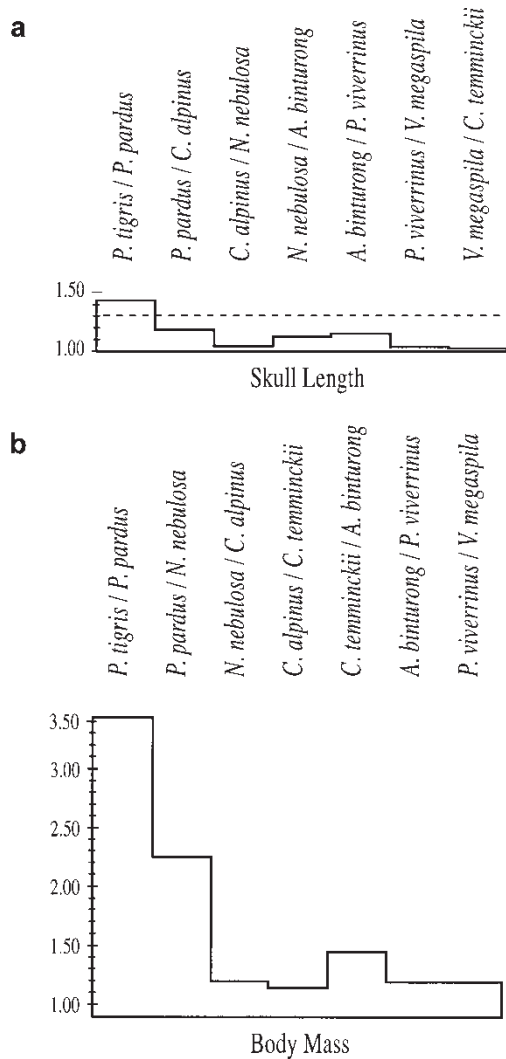 a
P. tigris / P. pardus
P. pardus / C. alpinus
C. alpinus / N. nebulosa
N. nebulosa / A. binturong
A. binturong / P. viverrinus
P. viverrinus / V. megaspila
V. megaspila / C. temminckii
1.50
1.00
Skull Length
b
P. tigris / P. pardus
P. pardus / N. nebulosa
N. nebulosa / C. alpinus
C. alpinus / C. temminckii
C. temminckii / A. binturong
A. binturong / P. viverrinus
P. viverrinus / V. megaspila
3.50
3.00
2.50
2.00
1.50
1.00
Body Mass